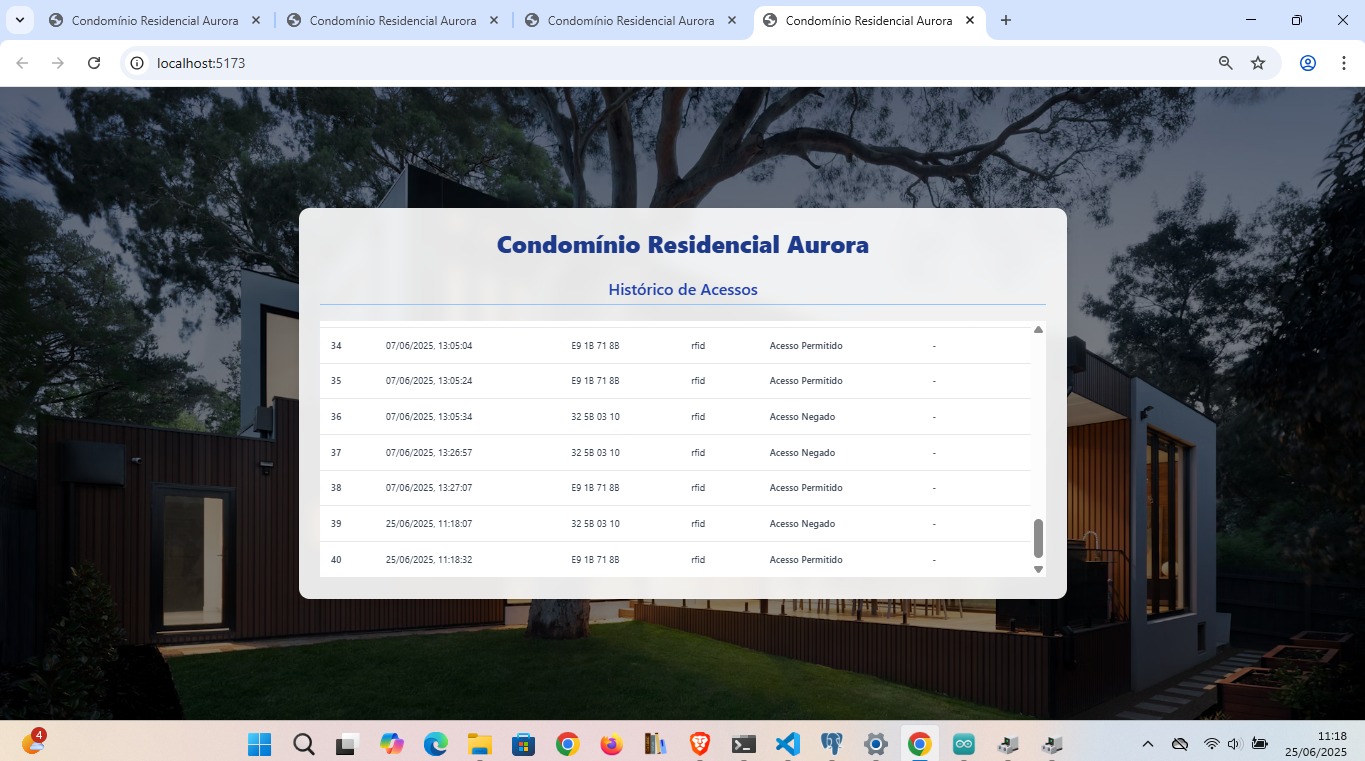 Condomínio Residencial Aurora
Condomínio Residencial Aurora
Condomínio Residencial Aurora
Condomínio Residencial Aurora
localhost:5173
Condomínio Residencial Aurora
Histórico de Acessos
34 07/06/2025, 13:05:04 E9 1B 71 8B rfid Acesso Permitido -
35 07/06/2025, 13:05:24 E9 1B 71 8B rfid Acesso Permitido -
36 07/06/2025, 13:05:34 32 5B 03 10 rfid Acesso Negado -
37 07/06/2025, 13:26:57 32 5B 03 10 rfid Acesso Negado -
38 07/06/2025, 13:27:07 E9 1B 71 8B rfid Acesso Permitido -
39 25/06/2025, 11:18:07 32 5B 03 10 rfid Acesso Negado -
40 25/06/2025, 11:18:32 E9 1B 71 8B rfid Acesso Permitido -
4
11:18
25/06/2025